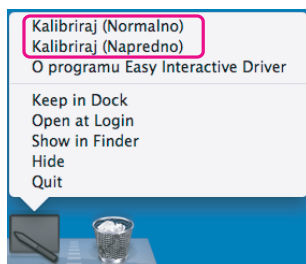 Kalibriraj (Normalno)
Kalibriraj (Napredno)
O programu Easy Interactive Driver
Keep in Dock
Open at Login
Show in Finder
Hide
Quit